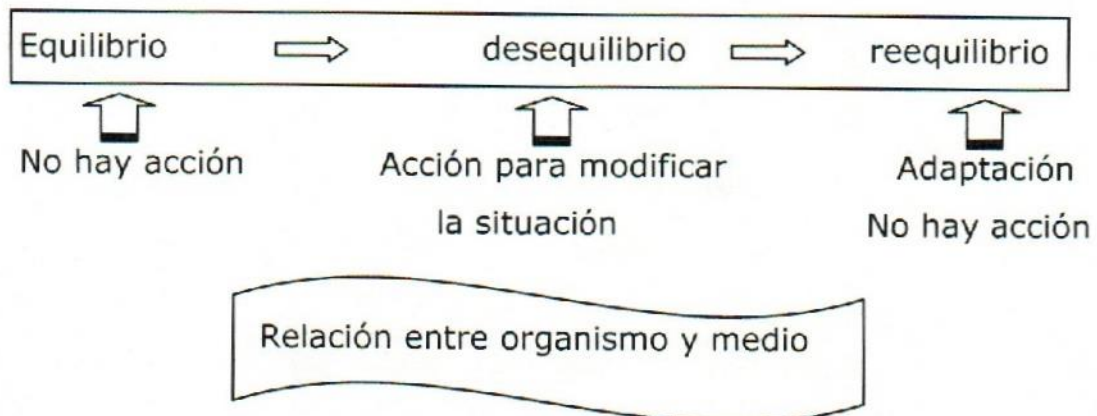 Equilibrio desequilibrio reequilibrio
No hay acción Acción para modificar Adaptación
la situación No hay acción
Relación entre organismo y medio